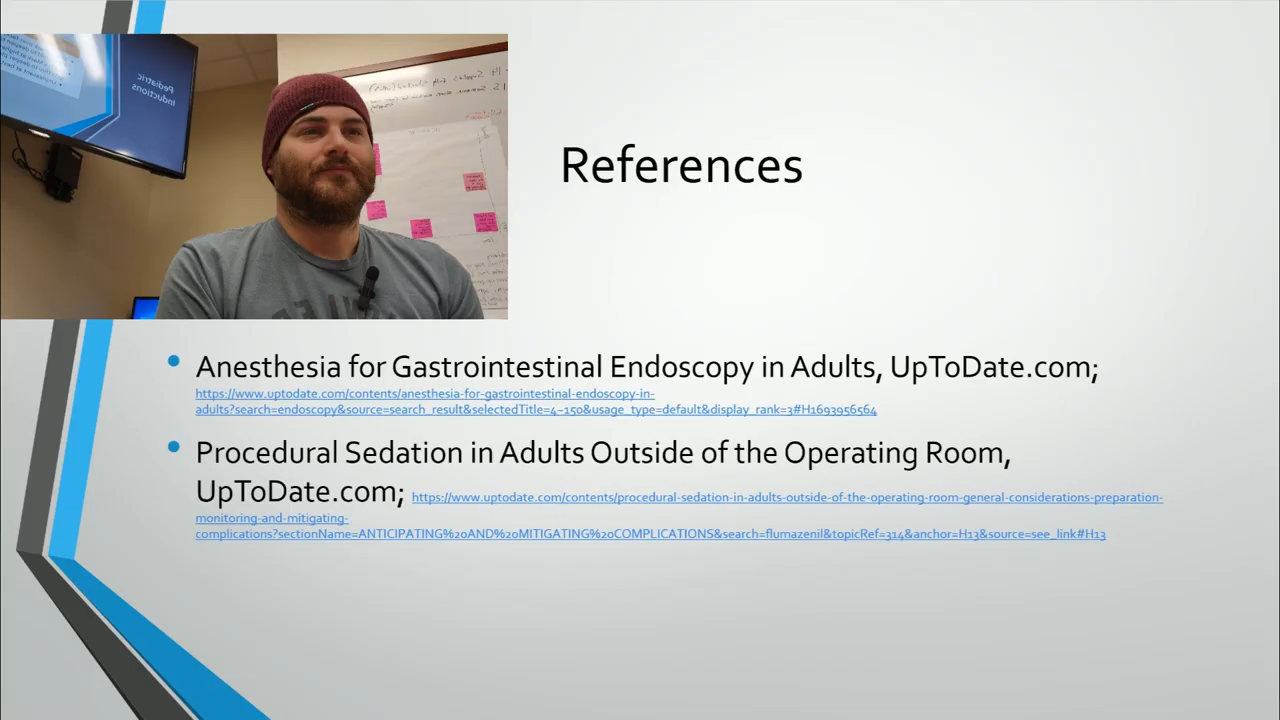 Pediatric
Inductions
References
Anesthesia for Gastrointestinal Endoscopy in Adults, UpToDate.com;
https://www.uptodate.com/contents/anesthesia-for-gastrointestinal-endoscopy-in-
adults?search=endoscopy&source=search_result&selectedTitle=4~150&usage_type=default&display_rank=3#H1693956564
Procedural Sedation in Adults Outside of the Operating Room,
UpToDate.com; https://www.uptodate.com/contents/procedural-sedation-in-adults-outside-of-the-operating-room-general-considerations-preparation-
monitoring-and-mitigating-
complications?sectionName=ANTICIPATING%20AND%20MITIGATING%20COMPLICATIONS&search=flumazenil&topicRef=314&anchor=H13&source=see_link#H13